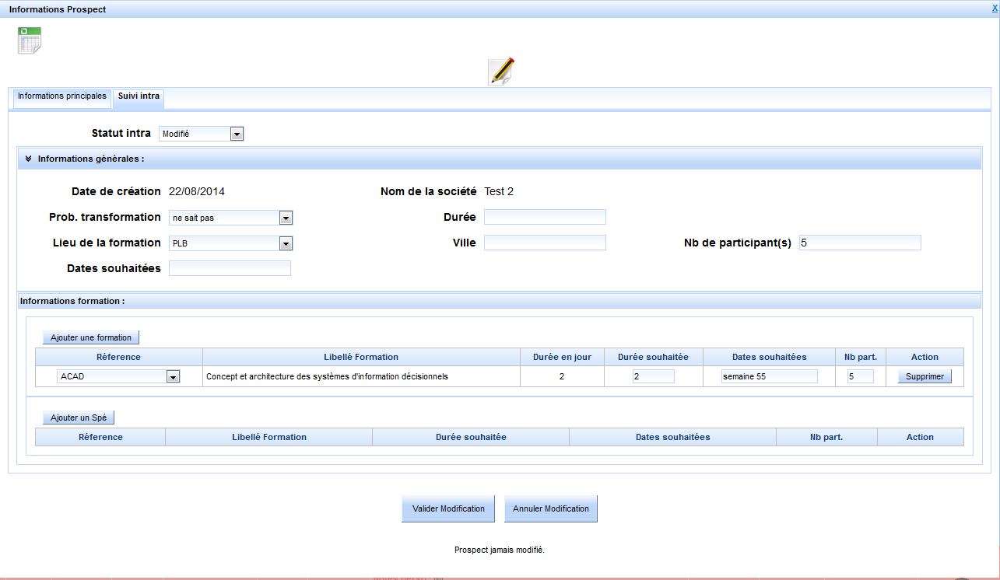 Informations Prospect X
Informations principales Suivi intra
Statut intra Modifié
Informations générales :
Date de création 22/08/2014 Nom de la société Test 2
Prob. transformation ne sait pas Durée
Lieu de la formation PLB Ville Nb de participant(s) 5
Dates souhaitées
Informations formation :
Ajouter une formation
Réference Libellé Formation Durée en jour Durée souhaitée Dates souhaitées Nb part. Action
ACAD Concept et architecture des systèmes d'information décisionnels 2 2 semaine 55 5 Supprimer
Ajouter un Spé
Réference Libellé Formation Durée souhaitée Dates souhaitées Nb part. Action
Valider Modification Annuler Modification
Prospect jamais modifié.